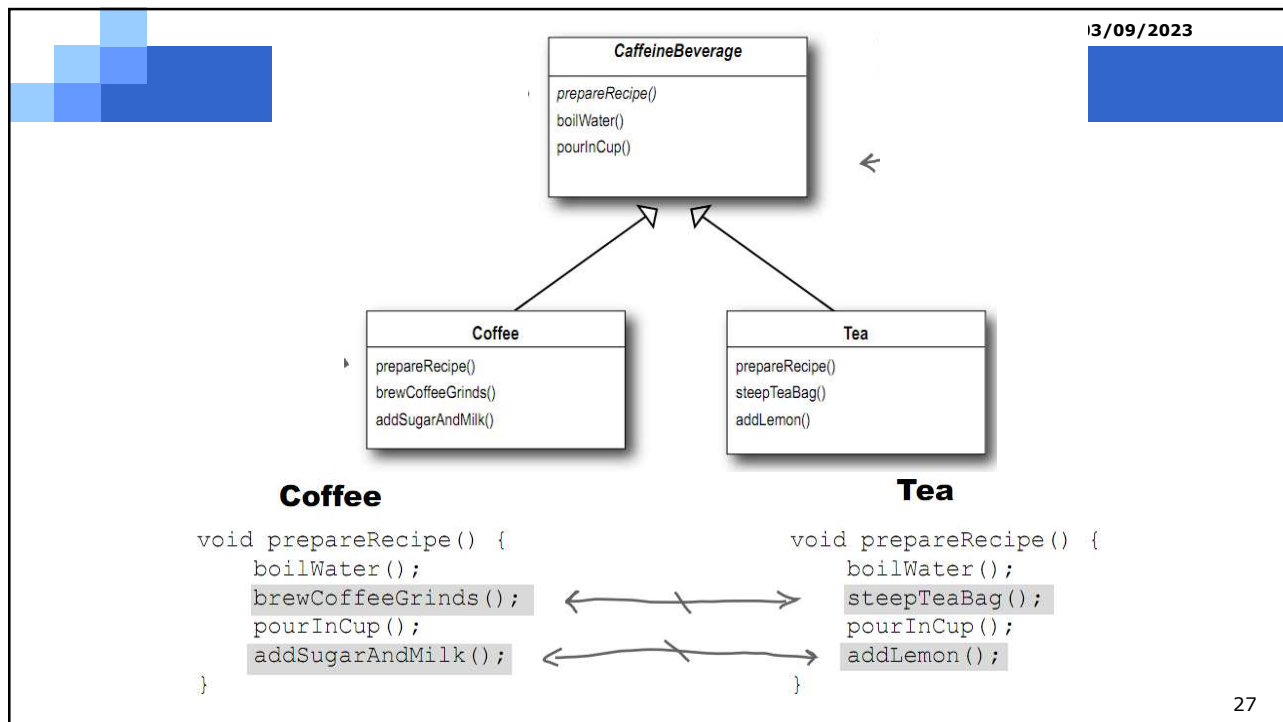 03/09/2023
CaffeineBeverage
prepareRecipe()
boilWater()
pourInCup()
Coffee
prepareRecipe()
brewCoffeeGrinds()
addSugarAndMilk()
Tea
prepareRecipe()
steepTeaBag()
addLemon()
Coffee
void prepareRecipe() {
boilWater();
brewCoffeeGrinds();
pourInCup();
addSugarAndMilk();
}
Tea
void prepareRecipe() {
boilWater();
steepTeaBag();
pourInCup();
addLemon();
}
27